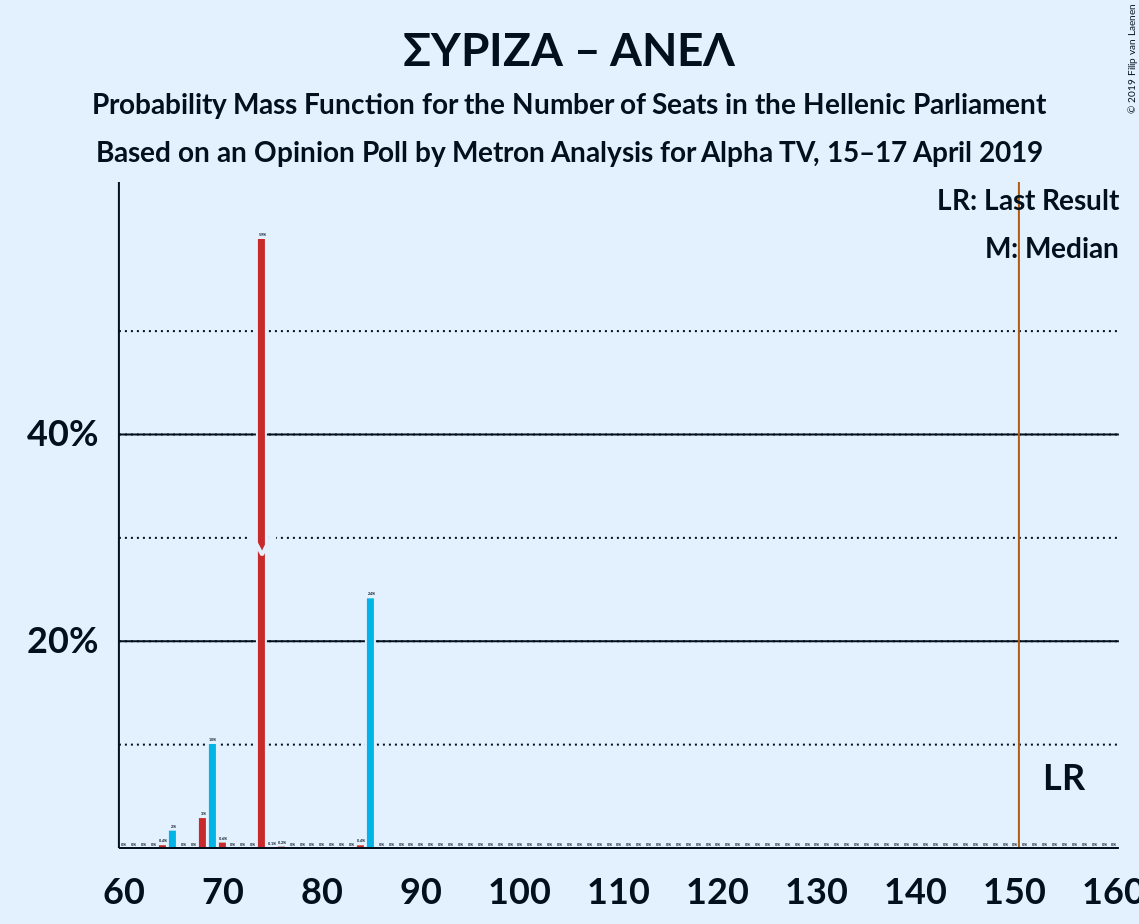 © 2019 Filip van Laenen
ΣΥΡΙΖΑ – ΑΝΕΛ
Probability Mass Function for the Number of Seats in the Hellenic Parliament
Based on an Opinion Poll by Metron Analysis for Alpha TV, 15–17 April 2019
LR: Last Result
M: Median
40%
20%
M
LR
60 70 80 90 100 110 120 130 140 150 160